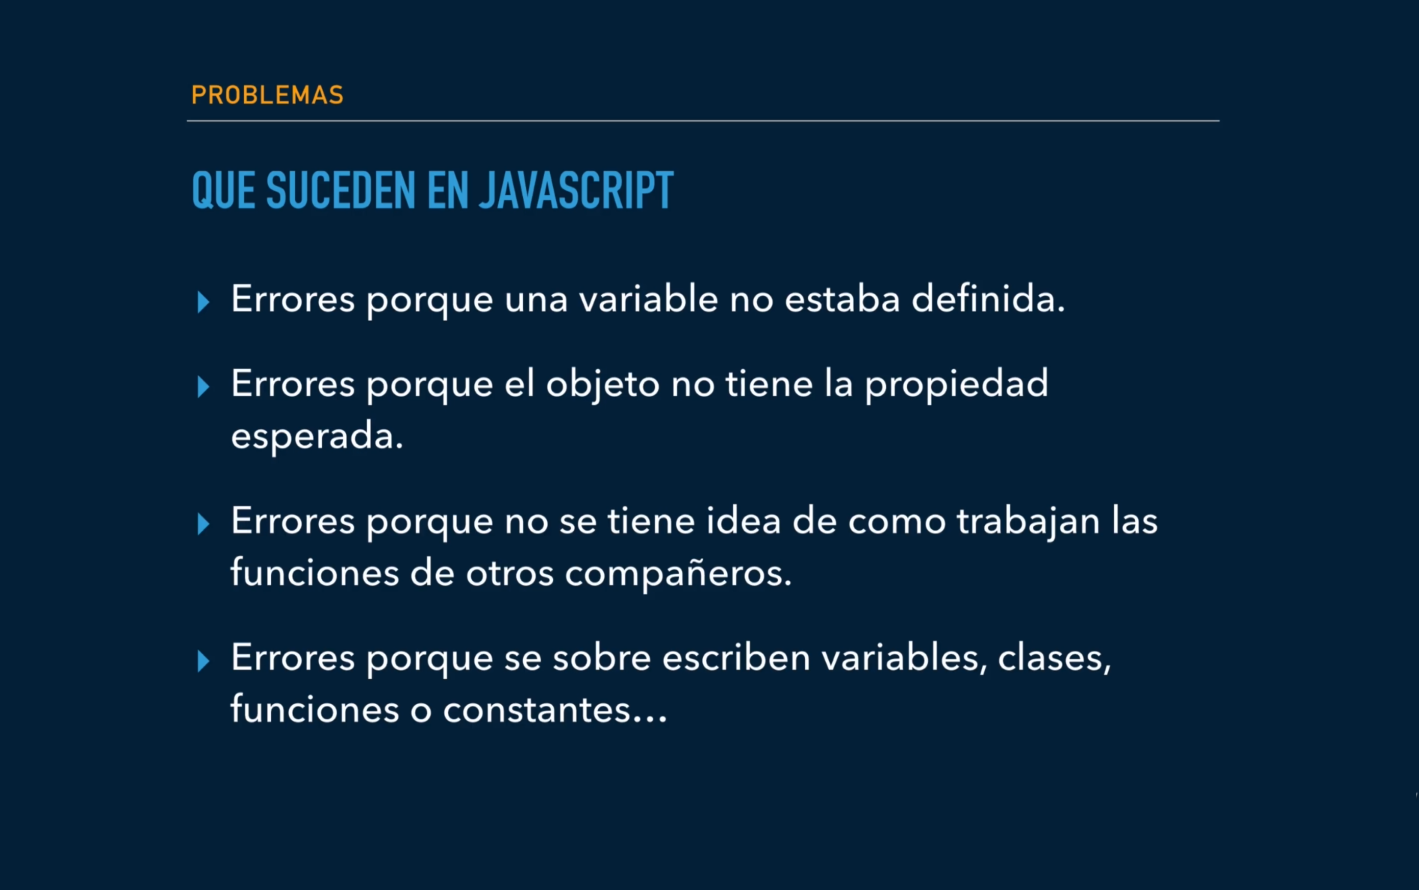 PROBLEMAS
QUE SUCEDEN EN JAVASCRIPT
▸ Errores porque una variable no estaba definida.
▸ Errores porque el objeto no tiene la propiedad
esperada.
▸ Errores porque no se tiene idea de como trabajan las
funciones de otros compañeros.
▸ Errores porque se sobre escriben variables, clases,
funciones o constantes...